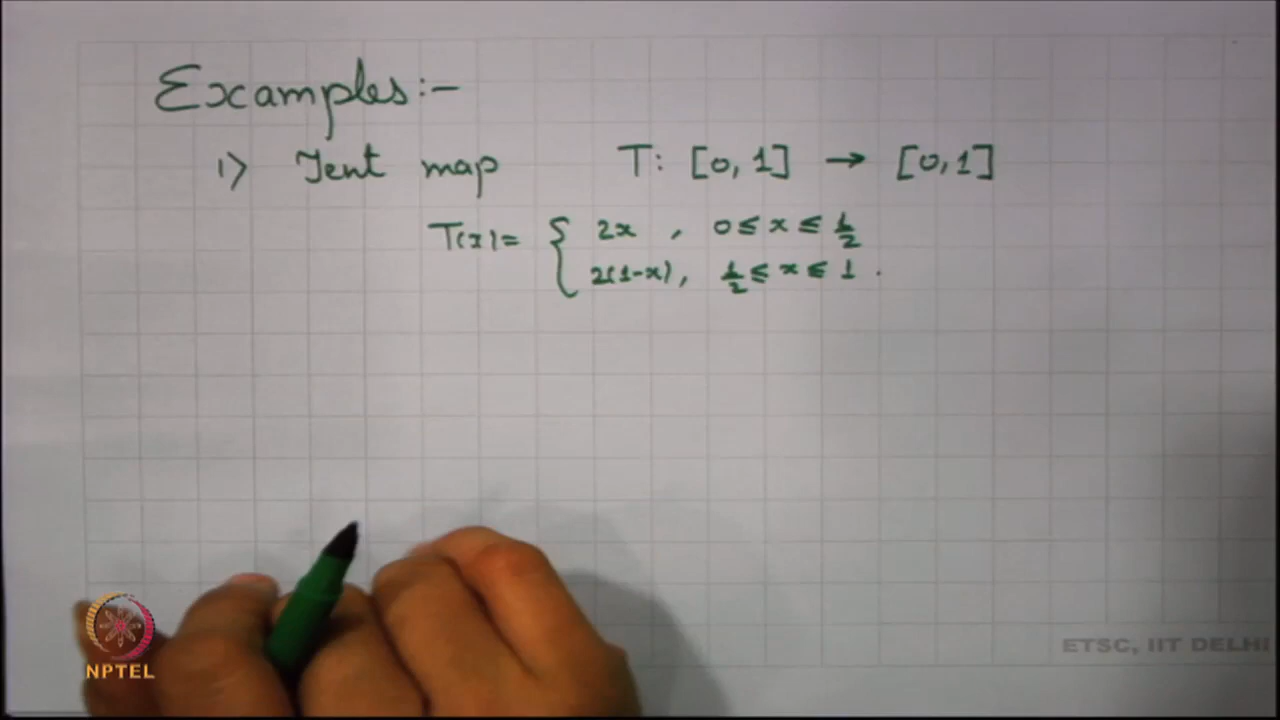 Examples:-
1) Tent map T: [0, 1] → [0, 1]
T(x) = { 2x , 0 ≤ x ≤ 1/2
2(1-x), 1/2 ≤ x ≤ 1 .
ETSC, IIT DELHI
NPTEL